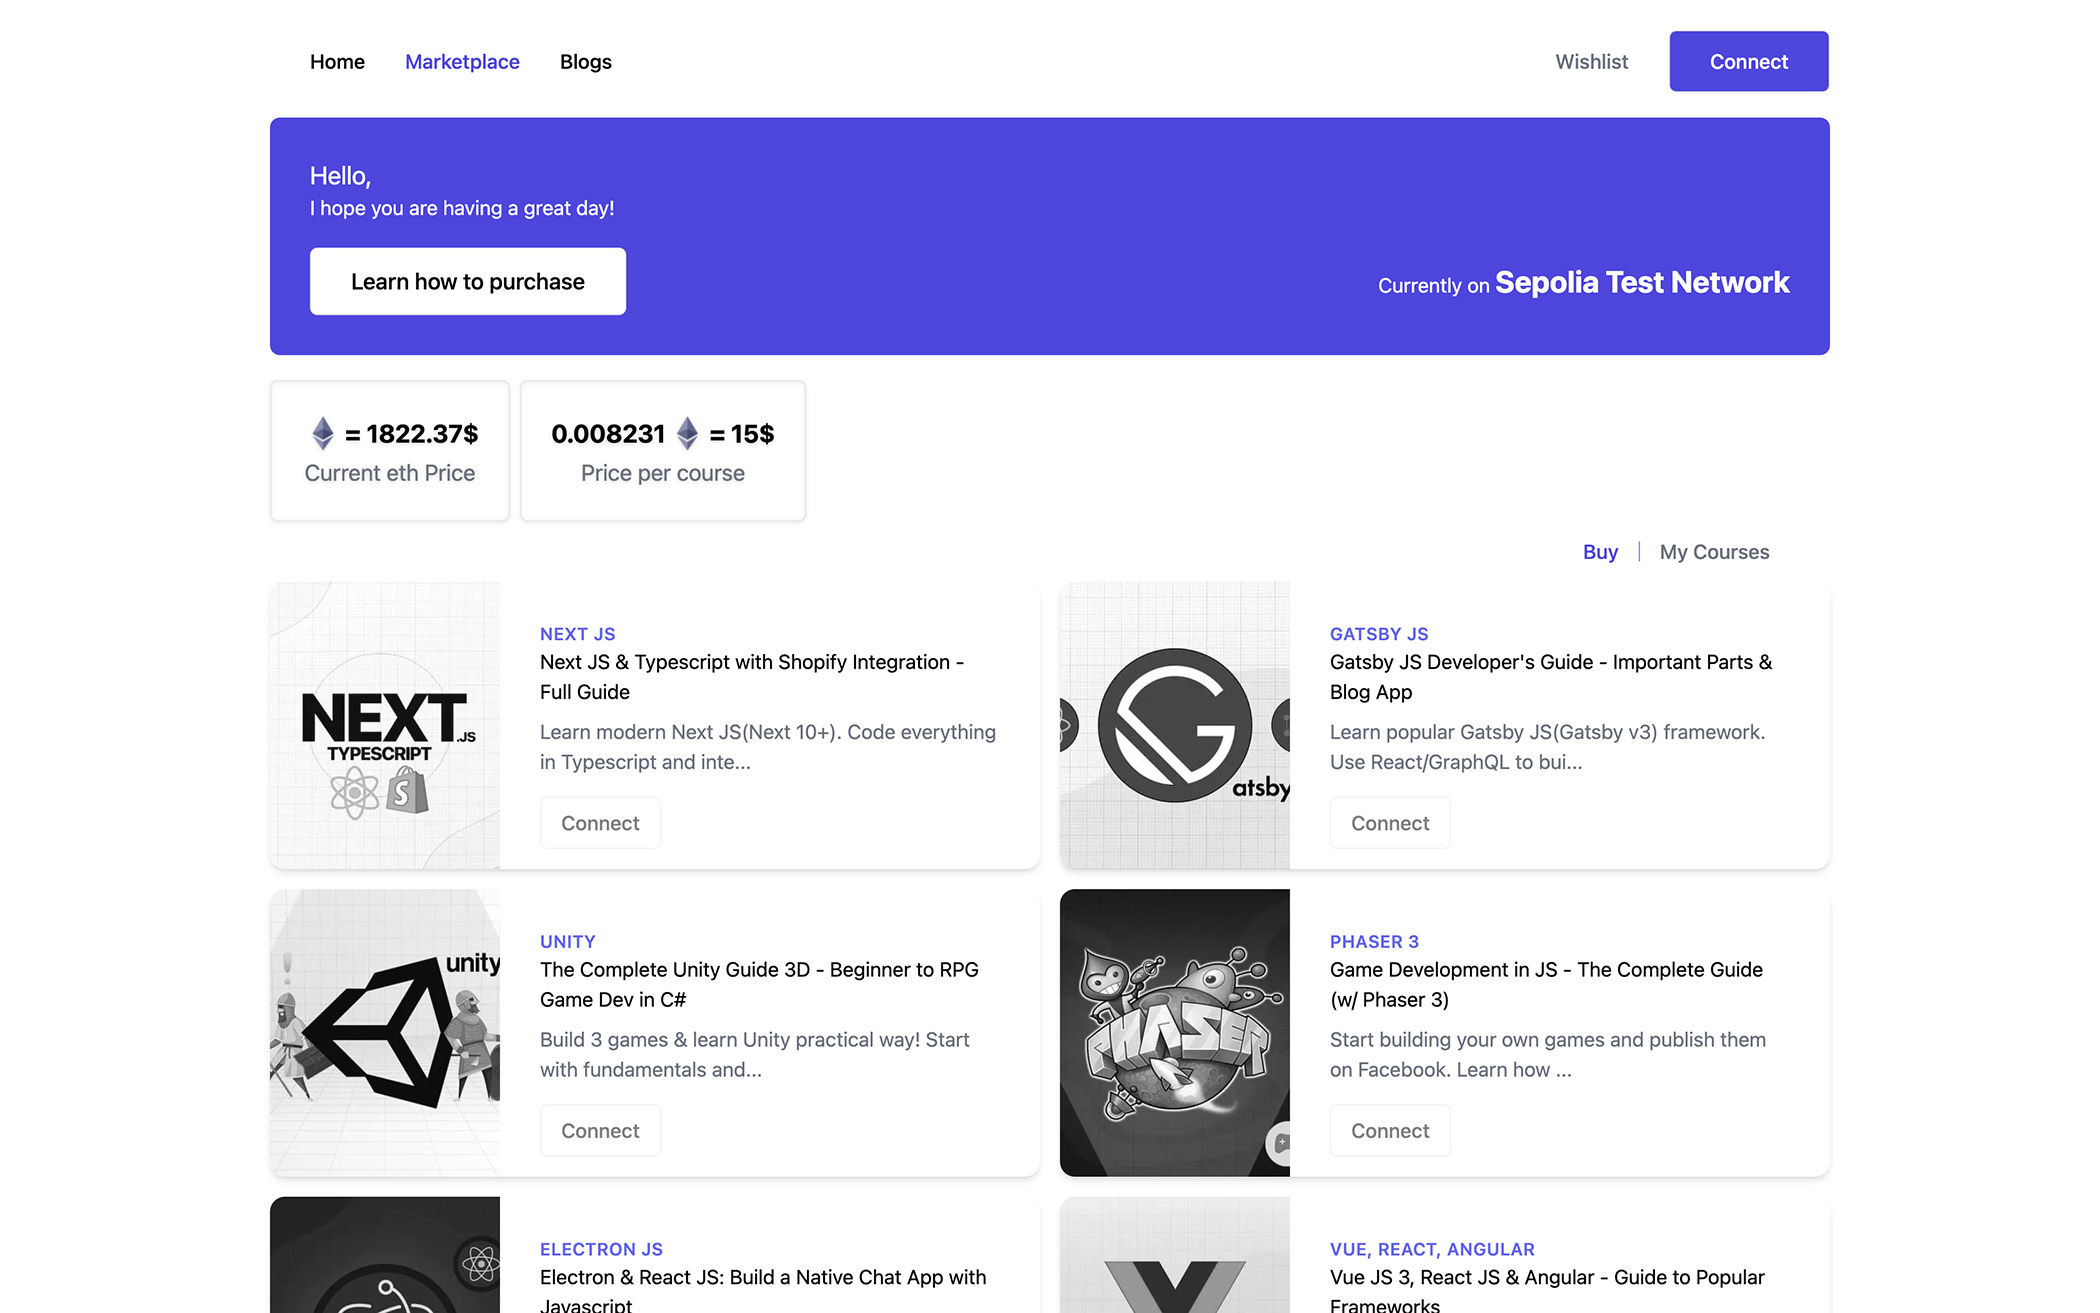 Home Marketplace Blogs Wishlist Connect
Hello,
I hope you are having a great day!
Learn how to purchase
Currently on Sepolia Test Network
= 1822.37$
Current eth Price
0.008231 = 15$
Price per course
Buy | My Courses
NEXT.JS
TYPESCRIPT
NEXT JS
Next JS & Typescript with Shopify Integration -
Full Guide
Learn modern Next JS(Next 10+). Code everything
in Typescript and inte...
Connect
atsby
GATSBY JS
Gatsby JS Developer's Guide - Important Parts &
Blog App
Learn popular Gatsby JS(Gatsby v3) framework.
Use React/GraphQL to bui...
Connect
unity
UNITY
The Complete Unity Guide 3D - Beginner to RPG
Game Dev in C#
Build 3 games & learn Unity practical way! Start
with fundamentals and...
Connect
PHASER
PHASER 3
Game Development in JS - The Complete Guide
(w/ Phaser 3)
Start building your own games and publish them
on Facebook. Learn how ...
Connect
ELECTRON JS
Electron & React JS: Build a Native Chat App with
Javascript
VUE, REACT, ANGULAR
Vue JS 3, React JS & Angular - Guide to Popular
Frameworks